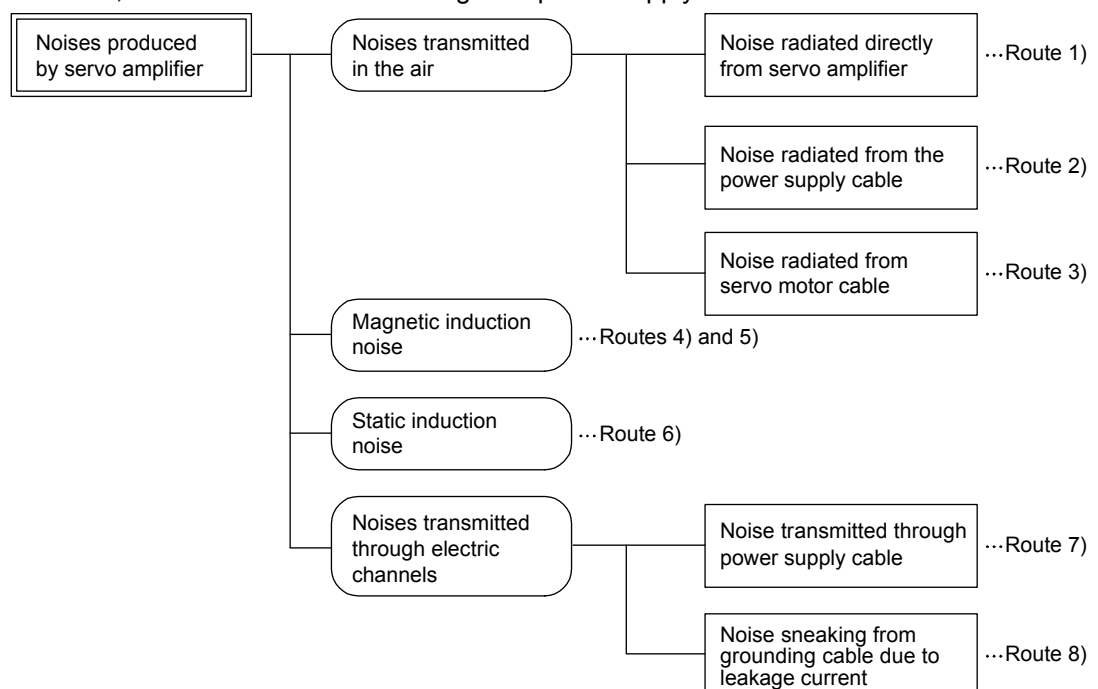 Noises produced
by servo amplifier
Noises transmitted
in the air
Noise radiated directly
from servo amplifier
…Route 1)
Noise radiated from the
power supply cable
…Route 2)
Noise radiated from
servo motor cable
…Route 3)
Magnetic induction
noise
…Routes 4) and 5)
Static induction
noise
…Route 6)
Noises transmitted
through electric
channels
Noise transmitted through
power supply cable
…Route 7)
Noise sneaking from
grounding cable due to
leakage current
…Route 8)